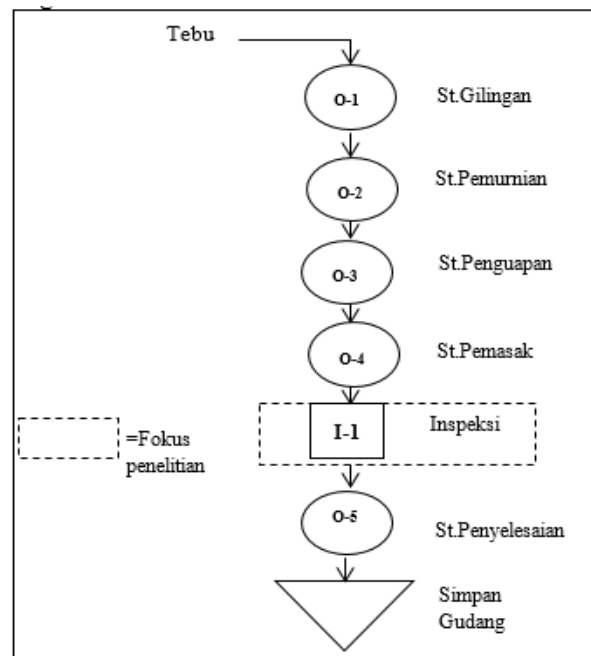 Tebu
O-1
St.Gilingan
O-2
St.Pemurnian
O-3
St.Penguapan
O-4
St.Pemasak
I-1
Inspeksi
=Fokus
penelitian
O-5
St.Penyelesaian
Simpan
Gudang